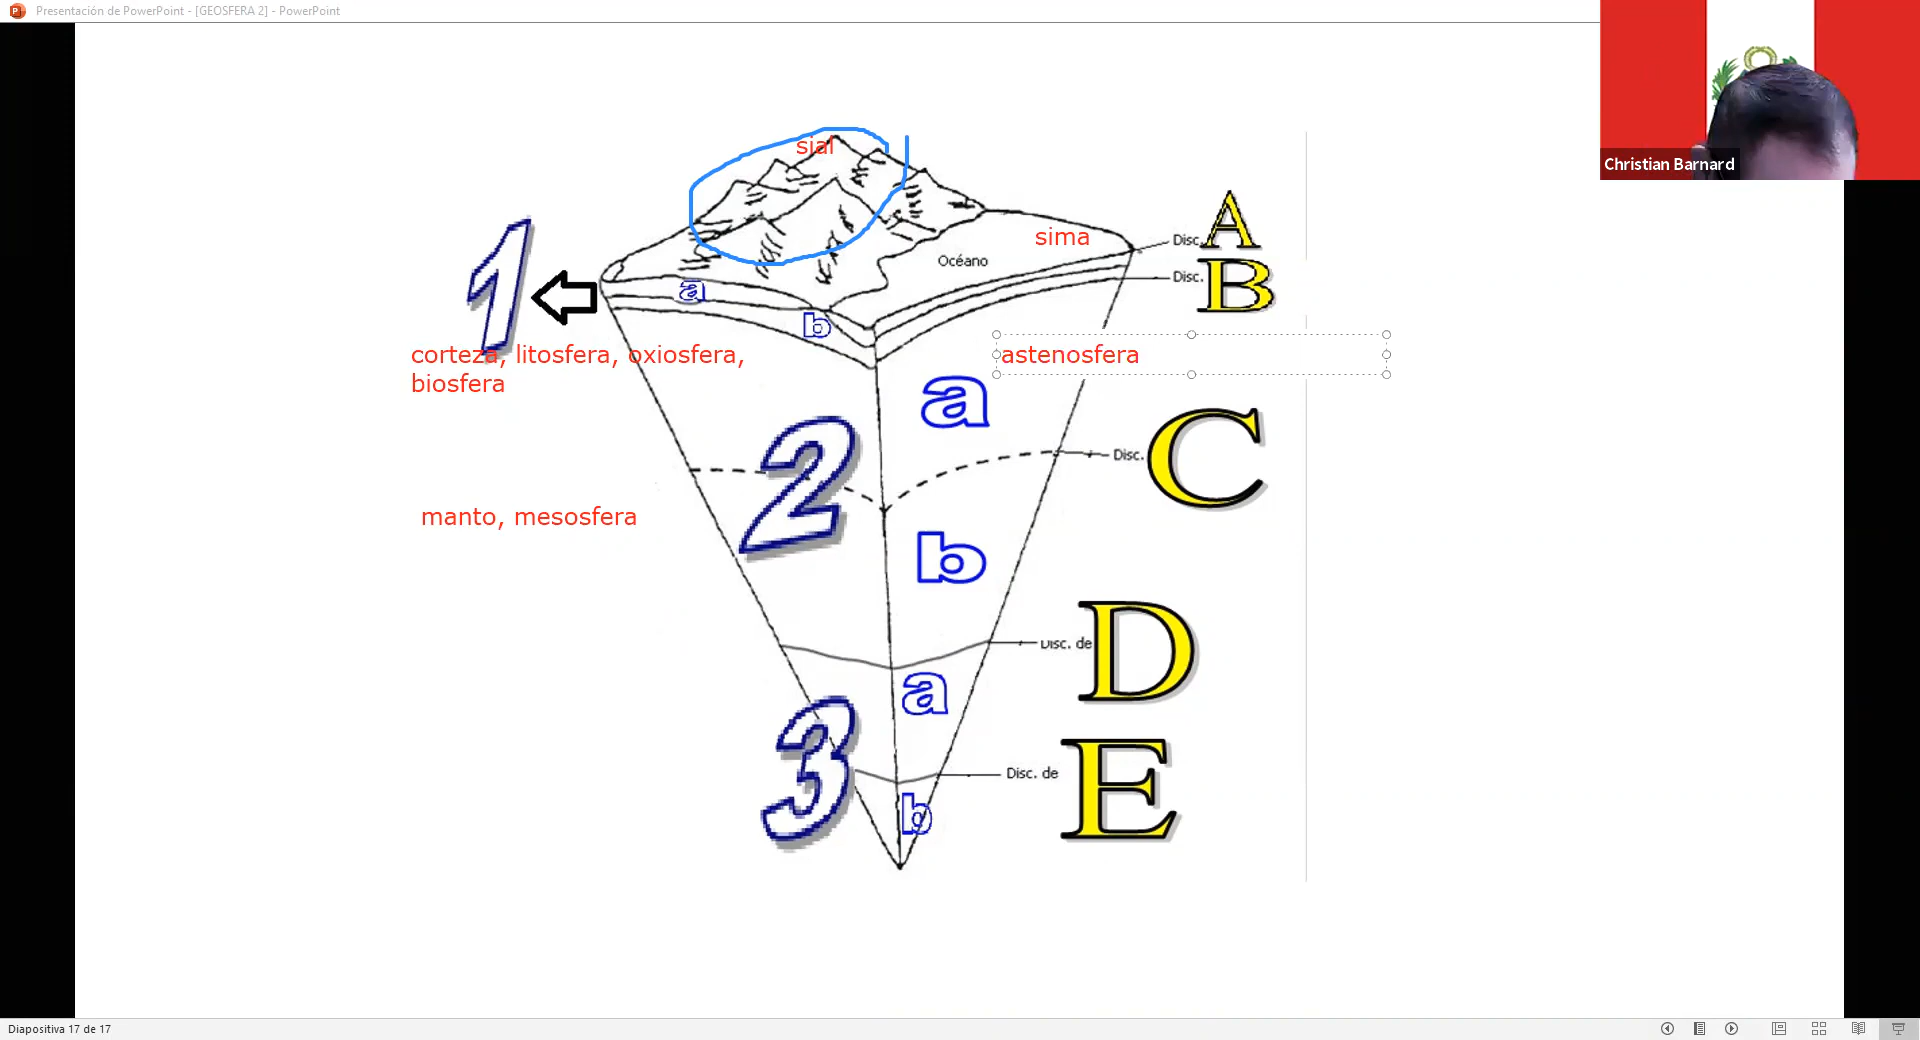 Presentación de PowerPoint - [GEOSFERA 2] - PowerPoint
Christian Barnard
sial
sima
Océano
Disc. A
Disc. B
1
a
b
corteza, litosfera, oxiosfera,
biosfera
astenosfera
a
2
Disc. C
manto, mesosfera
b
Disc. de D
a
3
Disc. de E
b
Diapositiva 17 de 17